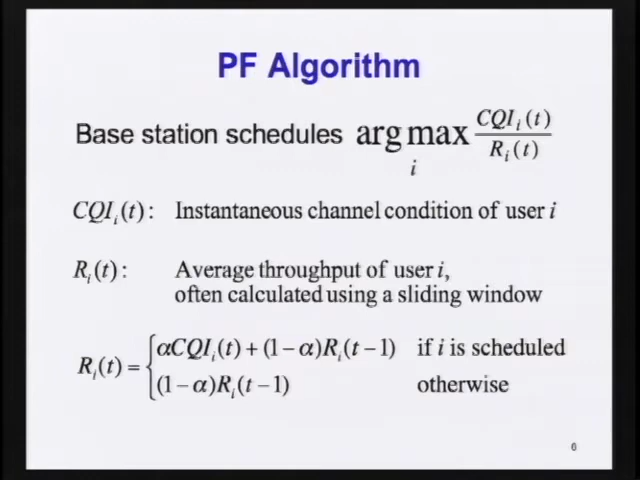 PF Algorithm
Base station schedules arg max_i CQI_i(t) / R_i(t)
CQI_i(t): Instantaneous channel condition of user i
R_i(t): Average throughput of user i,
often calculated using a sliding window
R_i(t) = { αCQI_i(t) + (1 − α)R_i(t − 1) if i is scheduled
(1 − α)R_i(t − 1) otherwise
6